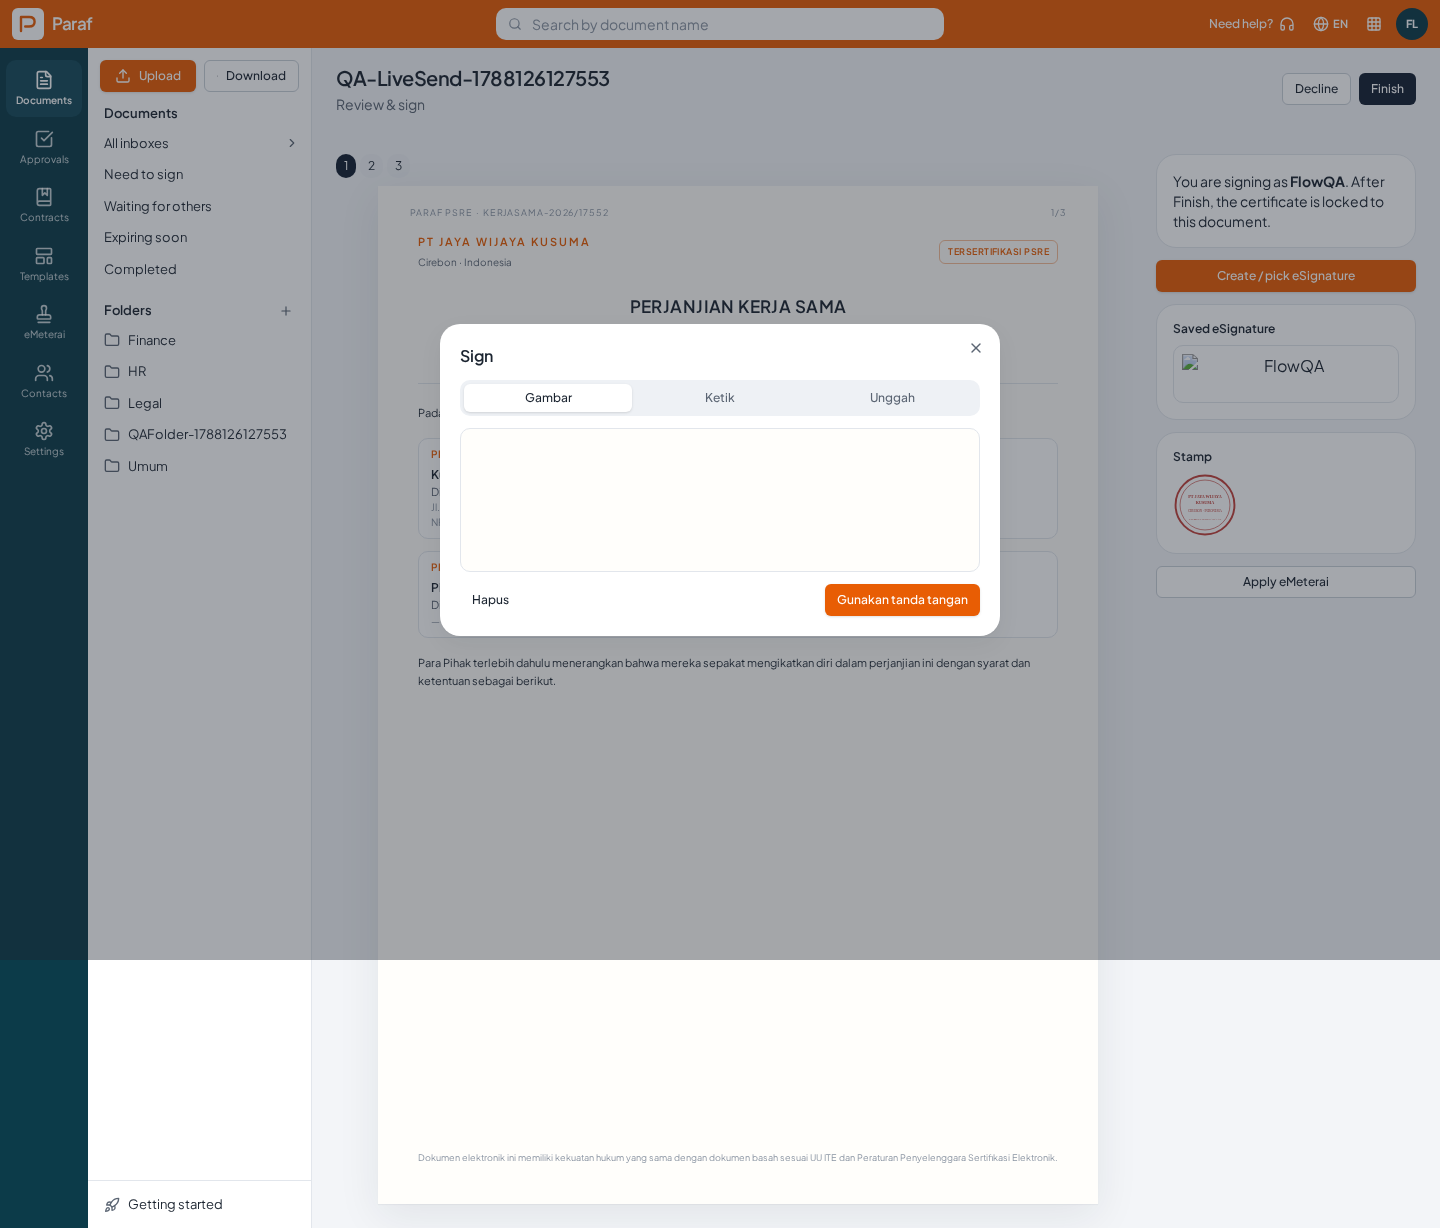 Paraf
Search by document name
Need help?
EN
FL
Documents
Approvals
Contracts
Templates
eMeterai
Contacts
Settings
Upload
Download
Documents
All inboxes
Need to sign
Waiting for others
Expiring soon
Completed
Folders
Finance
HR
Legal
QAFolder-1788126127553
Umum
Getting started
QA-LiveSend-1788126127553
Review & sign
Decline
Finish
1
2
3
PARAF PSRE · KERJASAMA-2026/17552
1/3
PT JAYA WIJAYA KUSUMA
Cirebon · Indonesia
TERSERTIFIKASI PSRE
PERJANJIAN KERJA SAMA
Sign
Gambar
Ketik
Unggah
Hapus
Gunakan tanda tangan
Para Pihak terlebih dahulu menerangkan bahwa mereka sepakat mengikatkan diri dalam perjanjian ini dengan syarat dan
ketentuan sebagai berikut.
Dokumen elektronik ini memiliki kekuatan hukum yang sama dengan dokumen basah sesuai UU ITE dan Peraturan Penyelenggara Sertifikasi Elektronik.
You are signing as FlowQA. After
Finish, the certificate is locked to
this document.
Create / pick eSignature
Saved eSignature
FlowQA
Stamp
PT JAYA WIJAYA
KUSUMA
Apply eMeterai